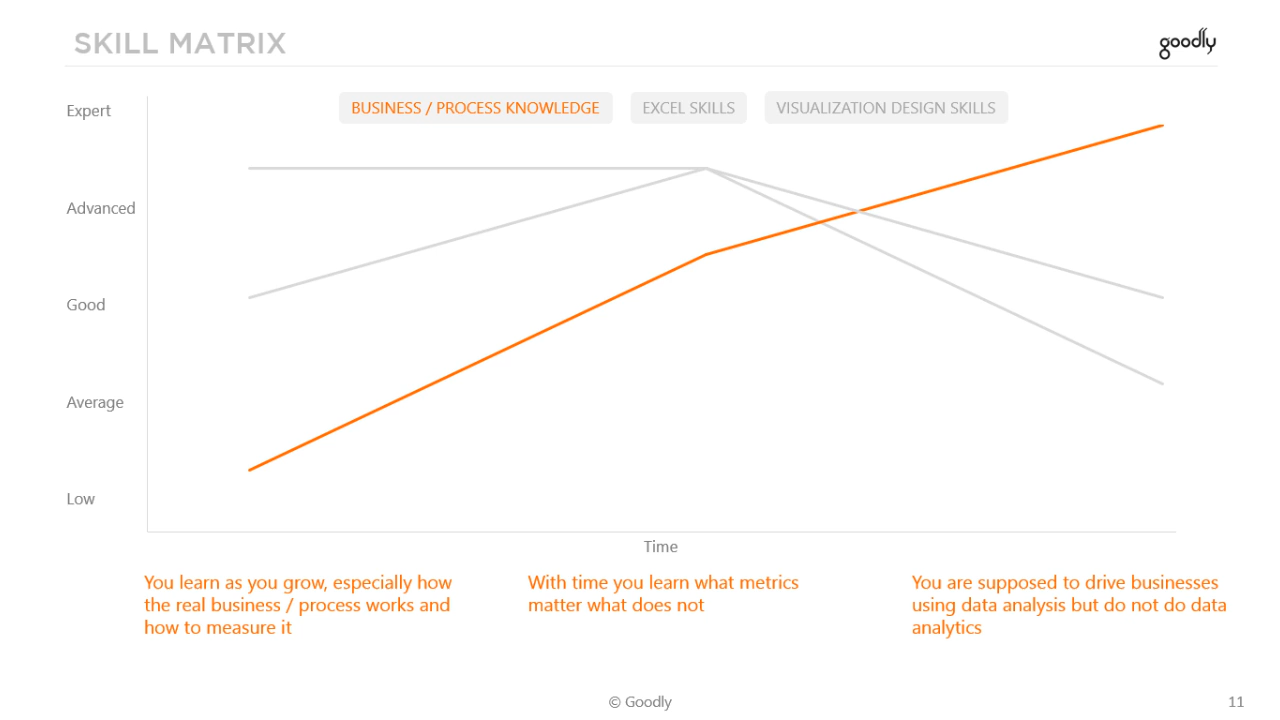 SKILL MATRIX
goodly
BUSINESS / PROCESS KNOWLEDGE
EXCEL SKILLS
VISUALIZATION DESIGN SKILLS
Expert
Advanced
Good
Average
Low
Time
You learn as you grow, especially how
the real business / process works and
how to measure it
With time you learn what metrics
matter what does not
You are supposed to drive businesses
using data analysis but do not do data
analytics
© Goodly
11